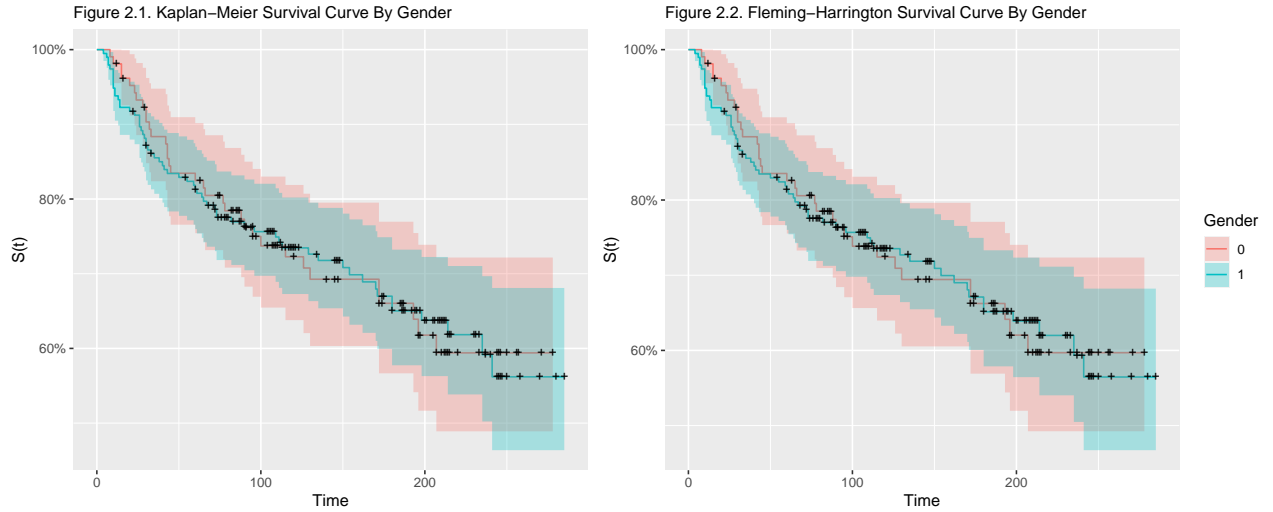 Figure 2.1. Kaplan−Meier Survival Curve By Gender
100%
80%
60%
S(t)
0
100
200
Time
Figure 2.2. Fleming−Harrington Survival Curve By Gender
100%
80%
60%
S(t)
0
100
200
Time
Gender
0
1